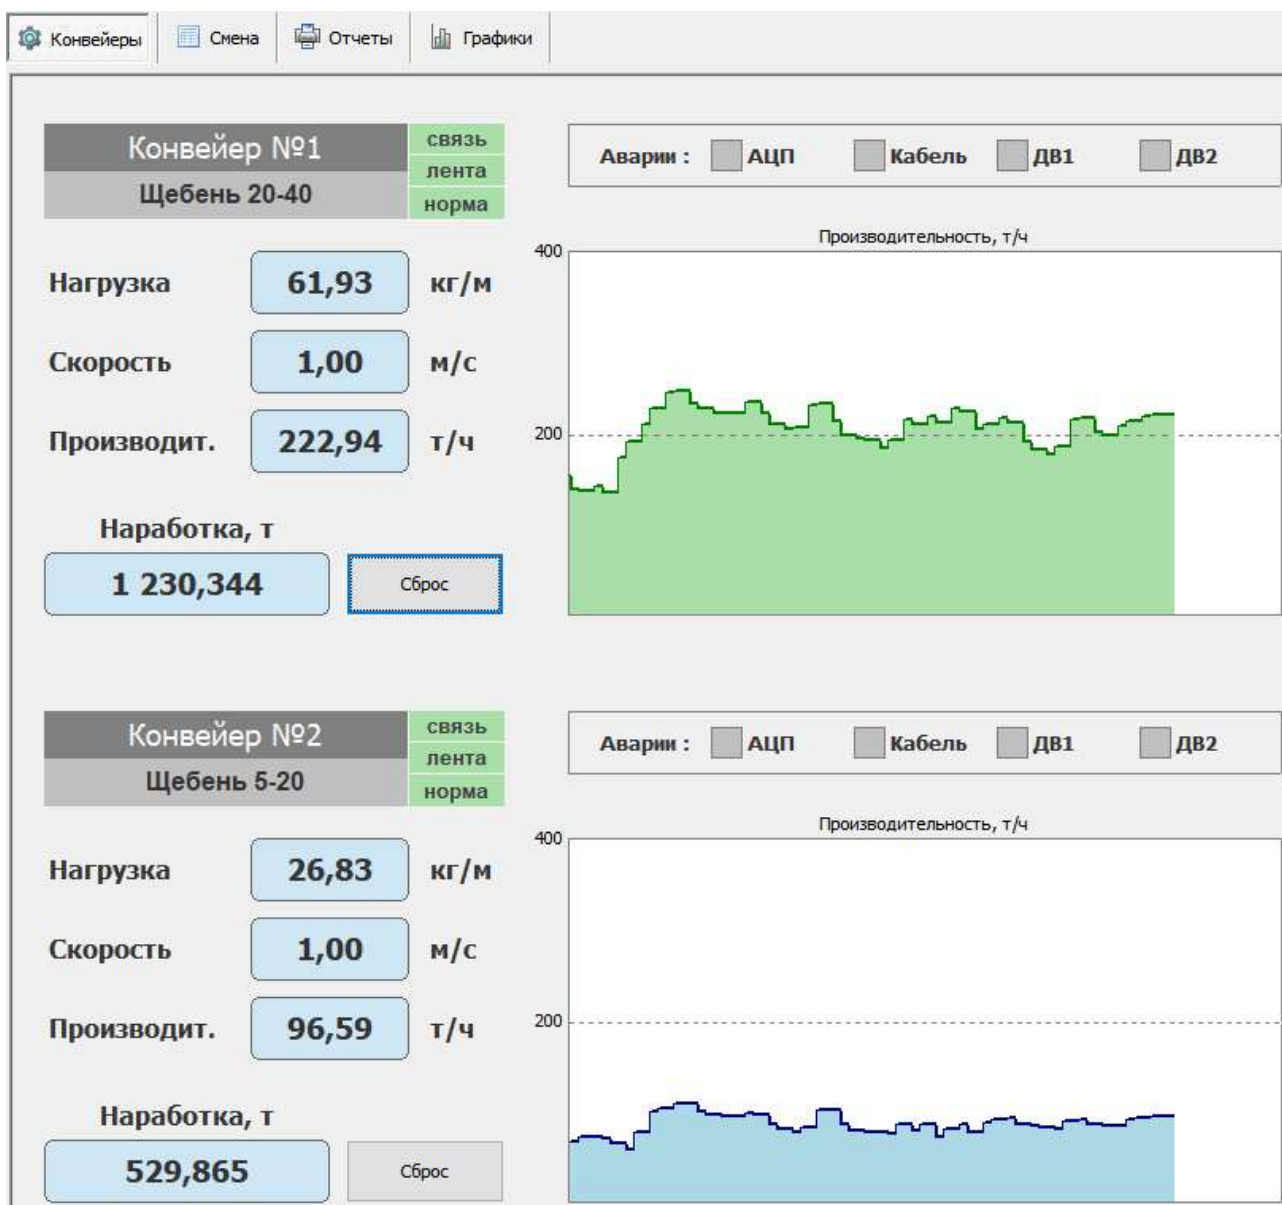 Конвейеры Смена Отчеты Графики
Конвейер №1
Щебень 20-40
связь
лента
норма
Аварии : АЦП Кабель ДВ1 ДВ2
Нагрузка 61,93 кг/м
Скорость 1,00 м/с
Производит. 222,94 т/ч
Наработка, т
1 230,344 Сброс
Производительность, т/ч
400
200
Конвейер №2
Щебень 5-20
связь
лента
норма
Аварии : АЦП Кабель ДВ1 ДВ2
Нагрузка 26,83 кг/м
Скорость 1,00 м/с
Производит. 96,59 т/ч
Наработка, т
529,865 Сброс
Производительность, т/ч
400
200